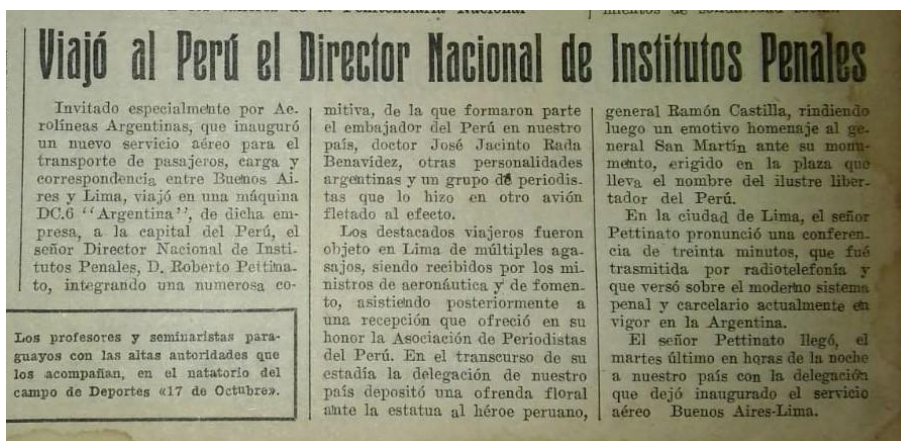 Viajó al Perú el Director Nacional de Institutos Penales
Invitado especialmente por Ae-
rolíneas Argentinas, que inauguró
un nuevo servicio aéreo para el
transporte de pasajeros, carga y
correspondencia entre Buenos Ai-
res y Lima, viajó en una máquina
DC.6 "Argentina", de dicha em-
presa, a la capital del Perú, el
señor Director Nacional de Insti-
tutos Penales, D. Roberto Pettina-
to, integrando una numerosa co-
mitiva, de la que formaron parte
el embajador del Perú en nuestro
país, doctor José Jacinto Rada
Benavidez, otras personalidades
argentinas y un grupo de periodis-
tas que lo hizo en otro avión
fletado al efecto.
Los destacados viajeros fueron
objeto en Lima de múltiples aga-
sajos, siendo recibidos por los mi-
nistros de aeronáutica y de fomen-
to, asistiendo posteriormente a
una recepción que ofreció en su
honor la Asociación de Periodistas
del Perú. En el transcurso de su
estadía la delegación de nuestro
país depositó una ofrenda floral
ante la estatua al héroe peruano,
general Ramón Castilla, rindiendo
luego un emotivo homenaje al ge-
neral San Martín ante su monu-
mento, erigido en la plaza que
lleva el nombre del ilustre liber-
tador del Perú.
En la ciudad de Lima, el señor
Pettinato pronunció una conferen-
cia de treinta minutos, que fué
trasmitida por radiotelefonía y
que versó sobre el moderno sistema
penal y carcelario actualmente en
vigor en la Argentina.
El señor Pettinato llegó, el
martes último en horas de la noche
a nuestro país con la delegación
que dejó inaugurado el servicio
aéreo Buenos Aires-Lima.
Los profesores y seminaristas para-
guayos con las altas autoridades que
los acompañan, en el natatorio del
campo de Deportes «17 de Octubre».